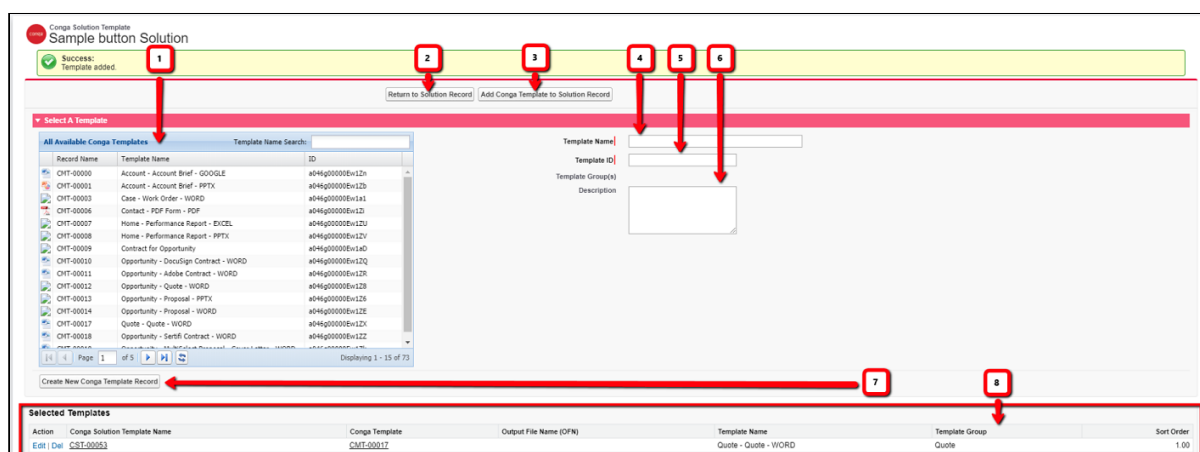 Conga Solution Template
Sample button Solution
Success:
Template added.
1
2
3
4
5
6
Return to Solution Record
Add Conga Template to Solution Record
Select A Template
All Available Conga Templates
Template Name Search:
Record Name Template Name ID
CMT-00000 Account - Account Brief - GOOGLE a046g00000Ew1Zn
CMT-00001 Account - Account Brief - PPTX a046g00000Ew1Zb
CMT-00003 Case - Work Order - WORD a046g00000Ew1a1
CMT-00006 Contact - PDF Form - PDF a046g00000Ew1Zi
CMT-00007 Home - Performance Report - EXCEL a046g00000Ew1ZU
CMT-00008 Home - Performance Report - PPTX a046g00000Ew1ZV
CMT-00009 Contract for Opportunity a046g00000Ew1aD
CMT-00010 Opportunity - DocuSign Contract - WORD a046g00000Ew1ZQ
CMT-00011 Opportunity - Adobe Contract - WORD a046g00000Ew1ZR
CMT-00012 Opportunity - Quote - WORD a046g00000Ew1Z8
CMT-00013 Opportunity - Proposal - PPTX a046g00000Ew1Z6
CMT-00014 Opportunity - Proposal - WORD a046g00000Ew1ZE
CMT-00017 Quote - Quote - WORD a046g00000Ew1ZX
CMT-00018 Opportunity - Sertifi Contract - WORD a046g00000Ew1ZZ
Page 1 of 5 Displaying 1 - 15 of 73
Template Name
Template ID
Template Group(s)
Description
Create New Conga Template Record
7
8
Selected Templates
Action Conga Solution Template Name Conga Template Output File Name (OFN) Template Name Template Group Sort Order
Edit | Del CST-00053 CMT-00017 Quote - Quote - WORD Quote 1.00